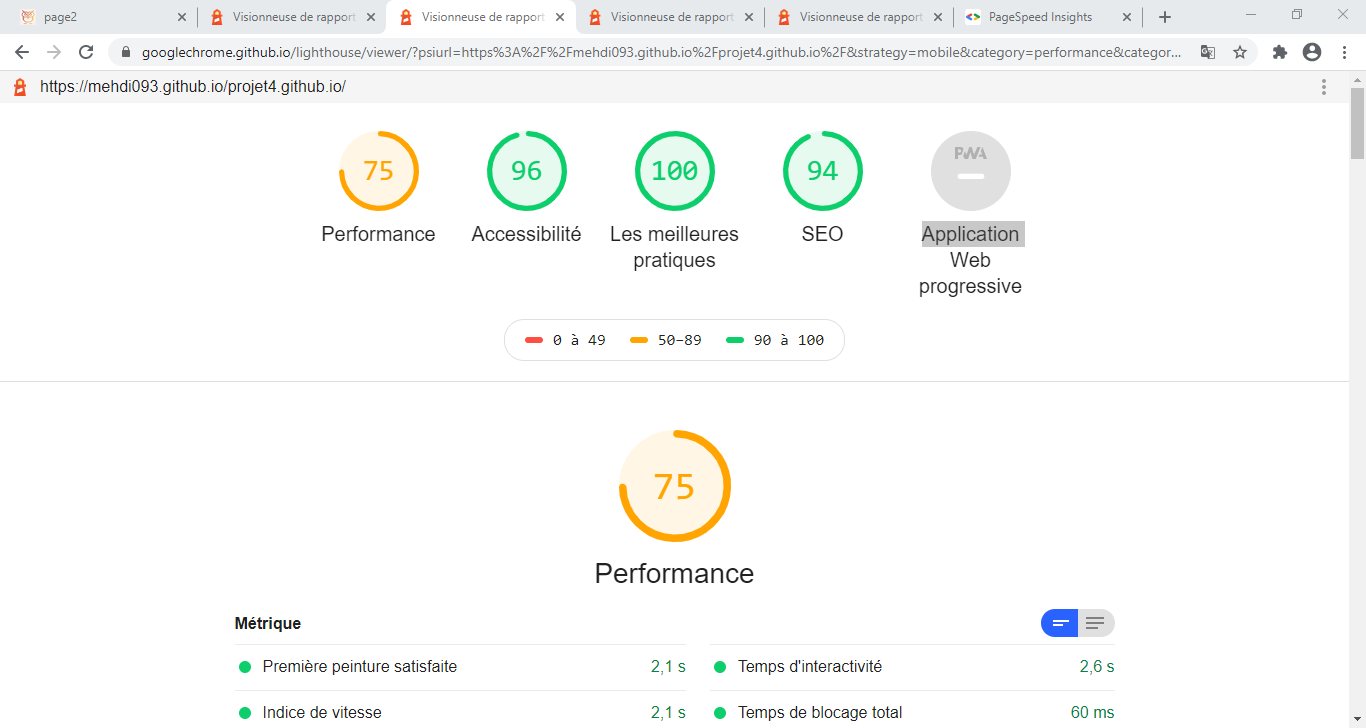 page2
Visionneuse de rapport
Visionneuse de rapport
Visionneuse de rapport
Visionneuse de rapport
PageSpeed Insights
googlechrome.github.io/lighthouse/viewer/?psiurl=https%3A%2F%2Fmehdi093.github.io%2Fprojet4.github.io%2F&strategy=mobile&category=performance&categor...
https://mehdi093.github.io/projet4.github.io/
75
96
100
94
PWA
Performance
Accessibilité
Les meilleures
pratiques
SEO
Application
Web
progressive
0 à 49
50–89
90 à 100
75
Performance
Métrique
Première peinture satisfaite 2,1 s
Temps d'interactivité 2,6 s
Indice de vitesse 2,1 s
Temps de blocage total 60 ms